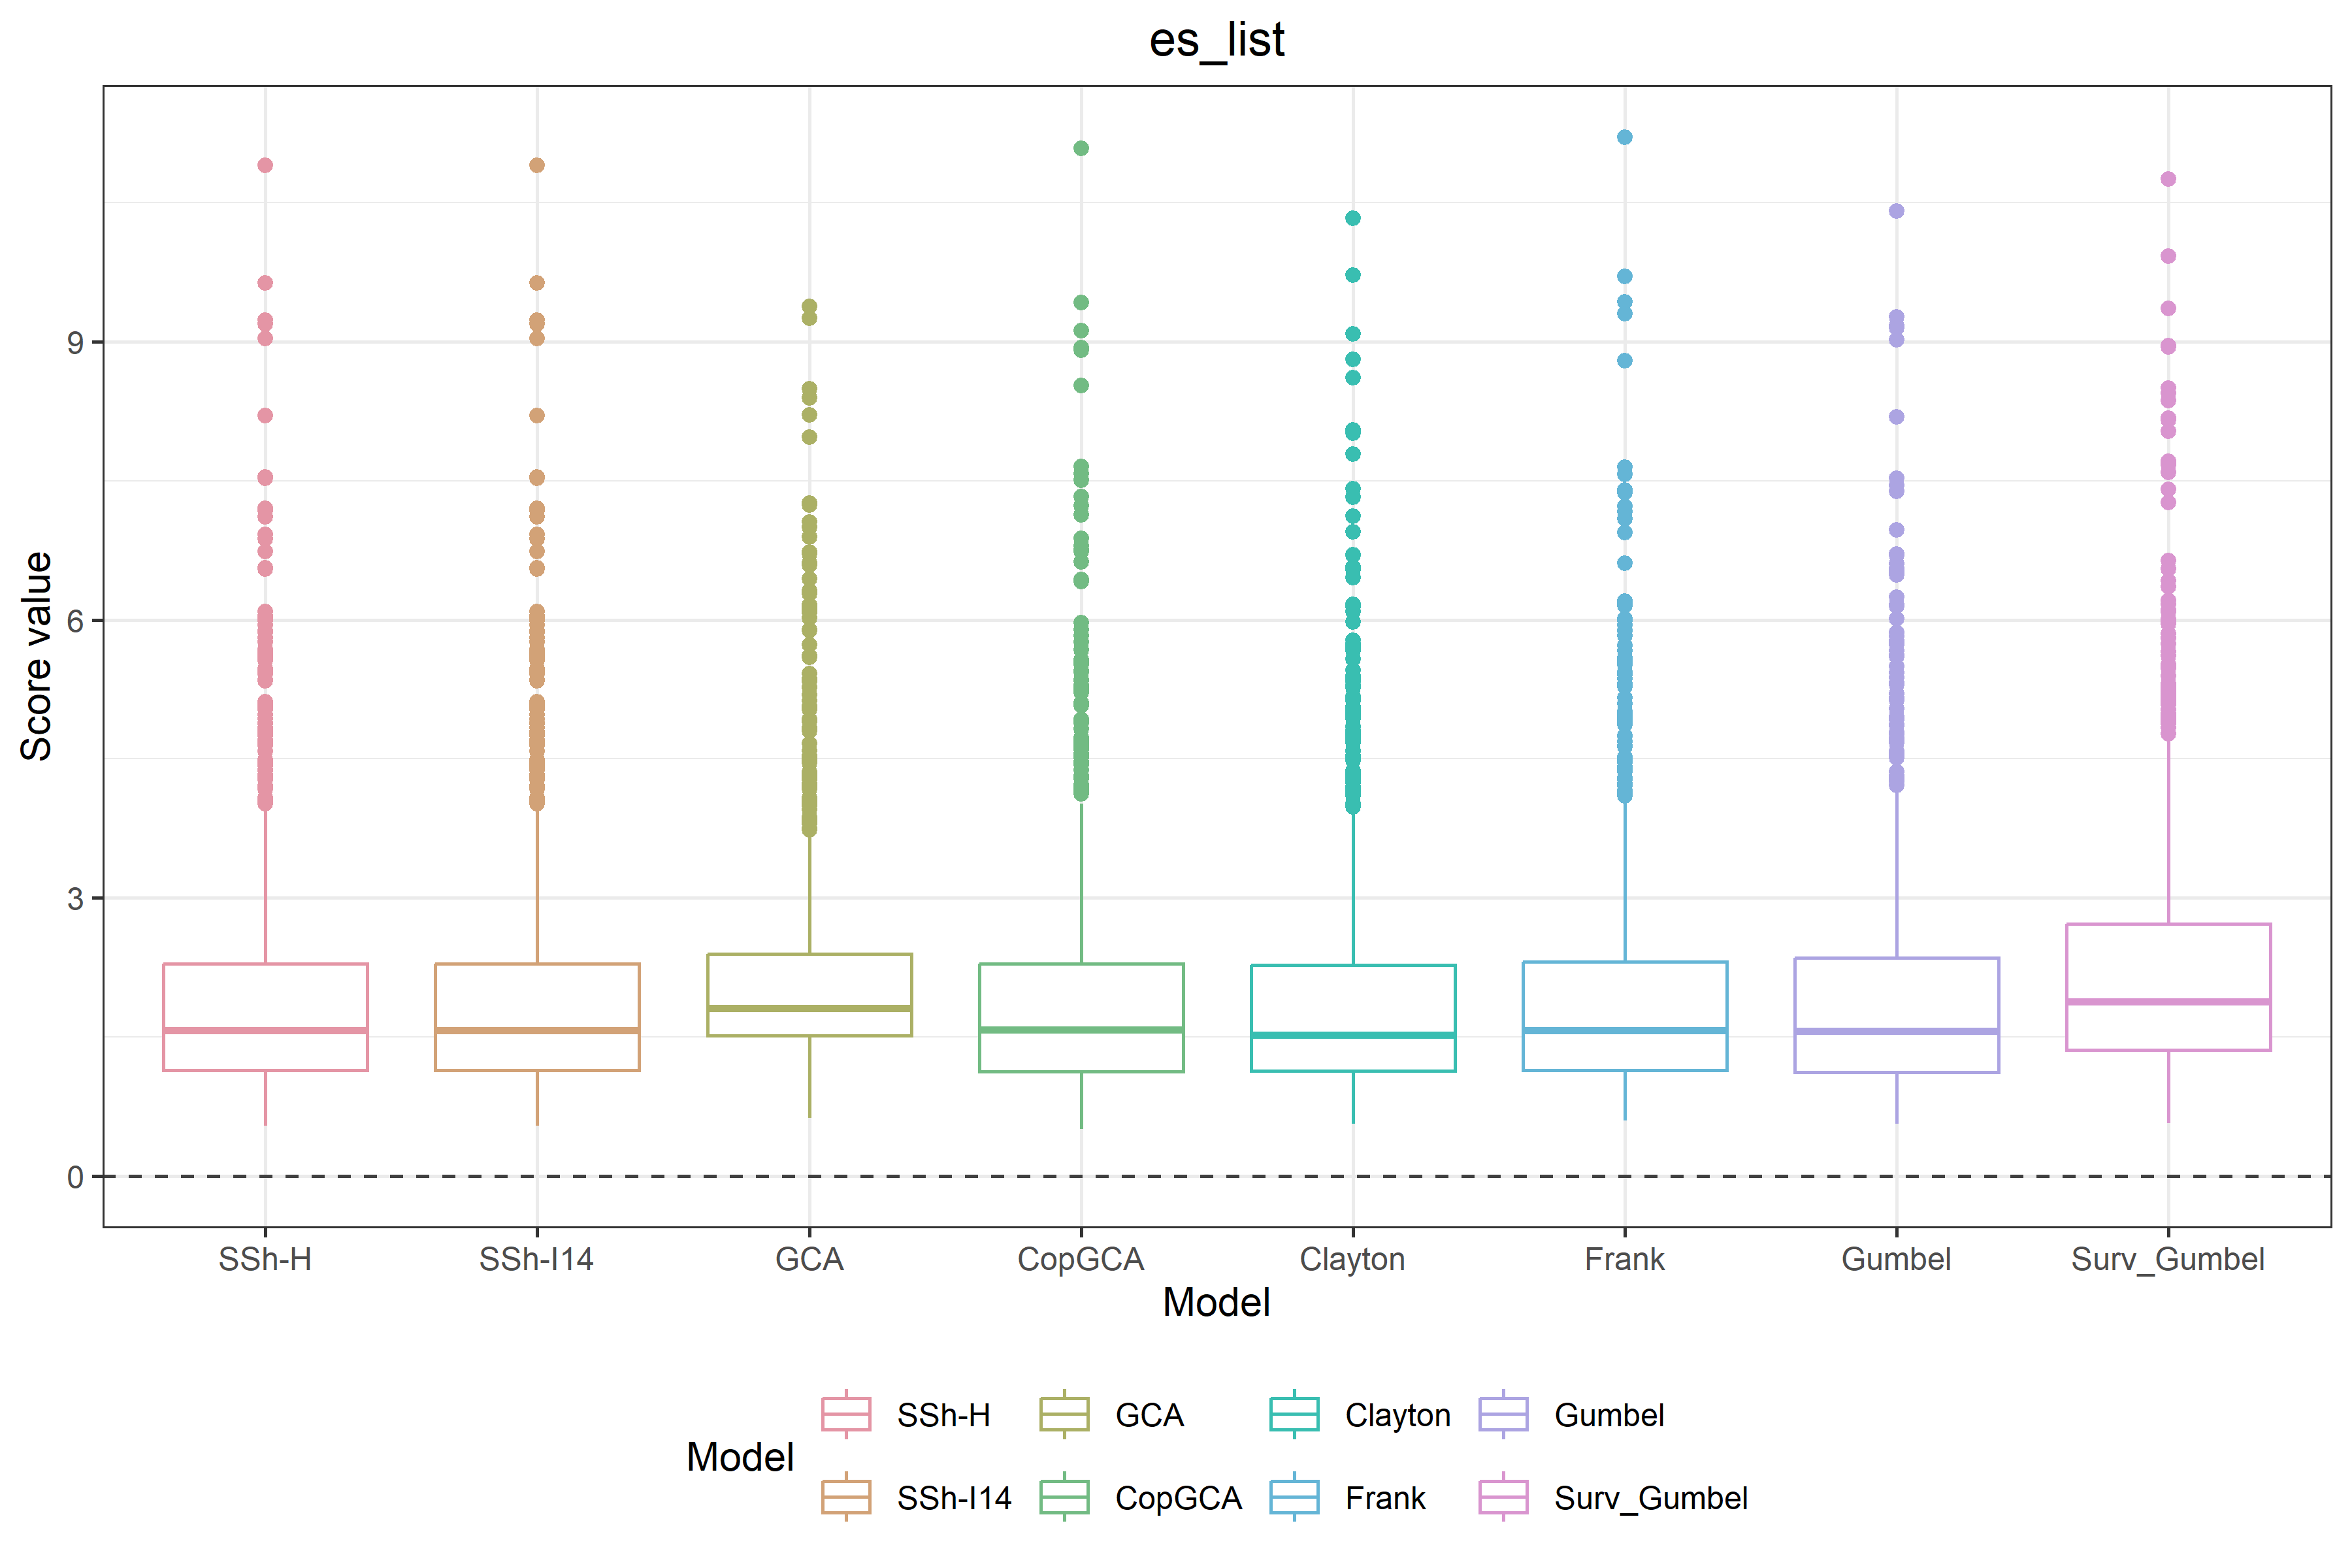 es_list
Score value
9
6
3
0
SSh-H SSh-I14 GCA CopGCA Clayton Frank Gumbel Surv_Gumbel
Model
Model
SSh-H GCA Clayton Gumbel
SSh-I14 CopGCA Frank Surv_Gumbel